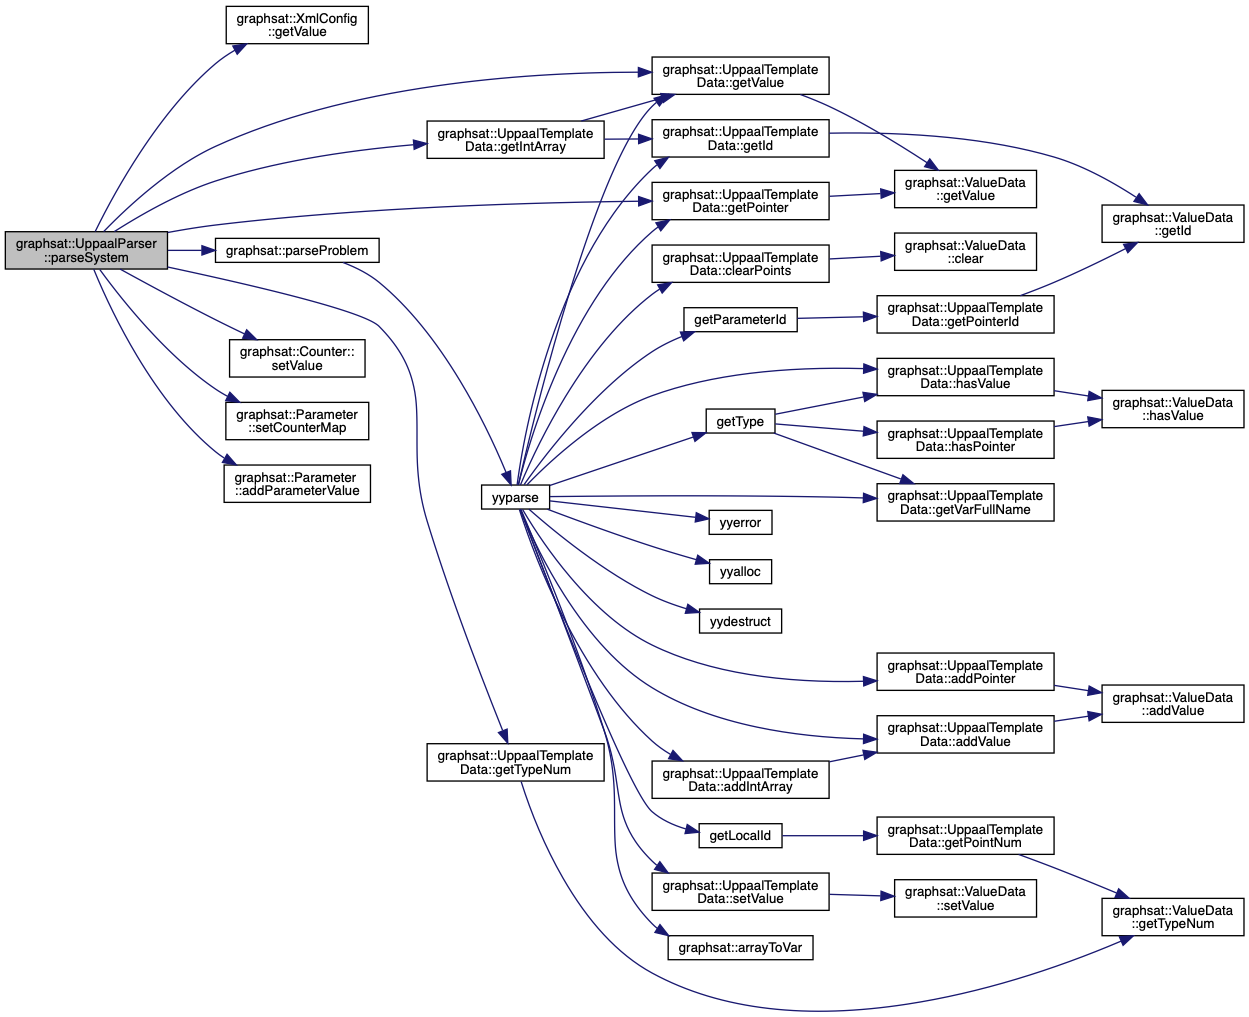 graphsat::XmlConfig
::getValue
graphsat::UppaalTemplate
Data::getValue
graphsat::UppaalTemplate
Data::getIntArray
graphsat::UppaalTemplate
Data::getId
graphsat::ValueData
::getValue
graphsat::UppaalTemplate
Data::getPointer
graphsat::ValueData
::getId
graphsat::UppaalParser
::parseSystem
graphsat::parseProblem
graphsat::UppaalTemplate
Data::clearPoints
graphsat::ValueData
::clear
getParameterId
graphsat::UppaalTemplate
Data::getPointerId
graphsat::Counter::
setValue
graphsat::UppaalTemplate
Data::hasValue
graphsat::Parameter
::setCounterMap
getType
graphsat::ValueData
::hasValue
graphsat::UppaalTemplate
Data::hasPointer
graphsat::Parameter
::addParameterValue
yyparse
graphsat::UppaalTemplate
Data::getVarFullName
yyerror
yyalloc
yydestruct
graphsat::UppaalTemplate
Data::addPointer
graphsat::ValueData
::addValue
graphsat::UppaalTemplate
Data::addValue
graphsat::UppaalTemplate
Data::getTypeNum
graphsat::UppaalTemplate
Data::addIntArray
getLocalId
graphsat::UppaalTemplate
Data::getPointNum
graphsat::UppaalTemplate
Data::setValue
graphsat::ValueData
::setValue
graphsat::ValueData
::getTypeNum
graphsat::arrayToVar